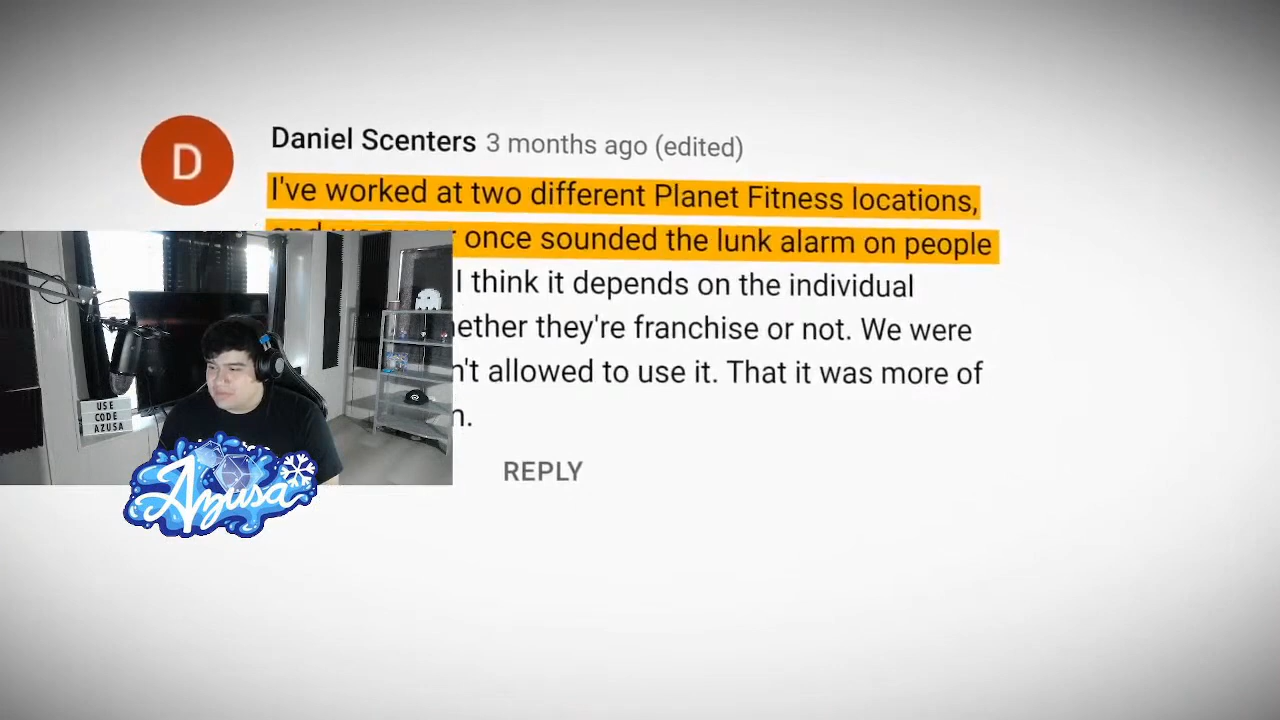 D
Daniel Scenters 3 months ago (edited)
I've worked at two different Planet Fitness locations,
once sounded the lunk alarm on people
I think it depends on the individual
they're franchise or not. We were
allowed to use it. That it was more of
REPLY
USE
CODE
AZUSA
Azusa